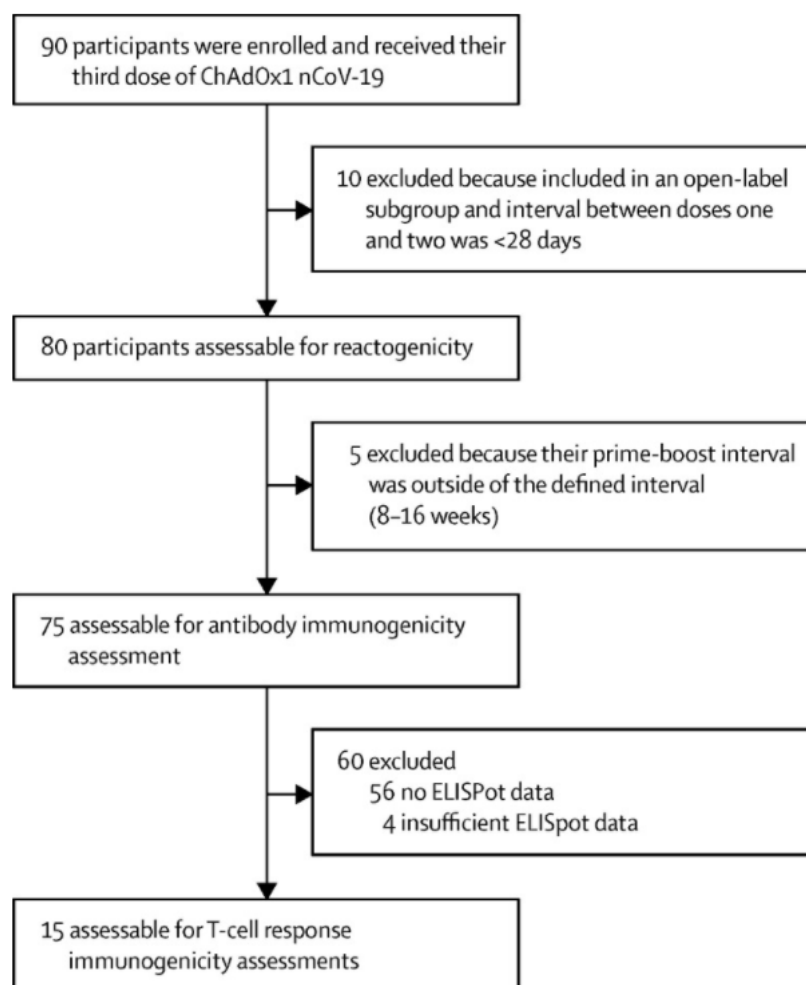 90 participants were enrolled and received their
third dose of ChAdOx1 nCoV-19
10 excluded because included in an open-label
subgroup and interval between doses one
and two was <28 days
80 participants assessable for reactogenicity
5 excluded because their prime-boost interval
was outside of the defined interval
(8–16 weeks)
75 assessable for antibody immunogenicity
assessment
60 excluded
56 no ELISPot data
4 insufficient ELISpot data
15 assessable for T-cell response
immunogenicity assessments